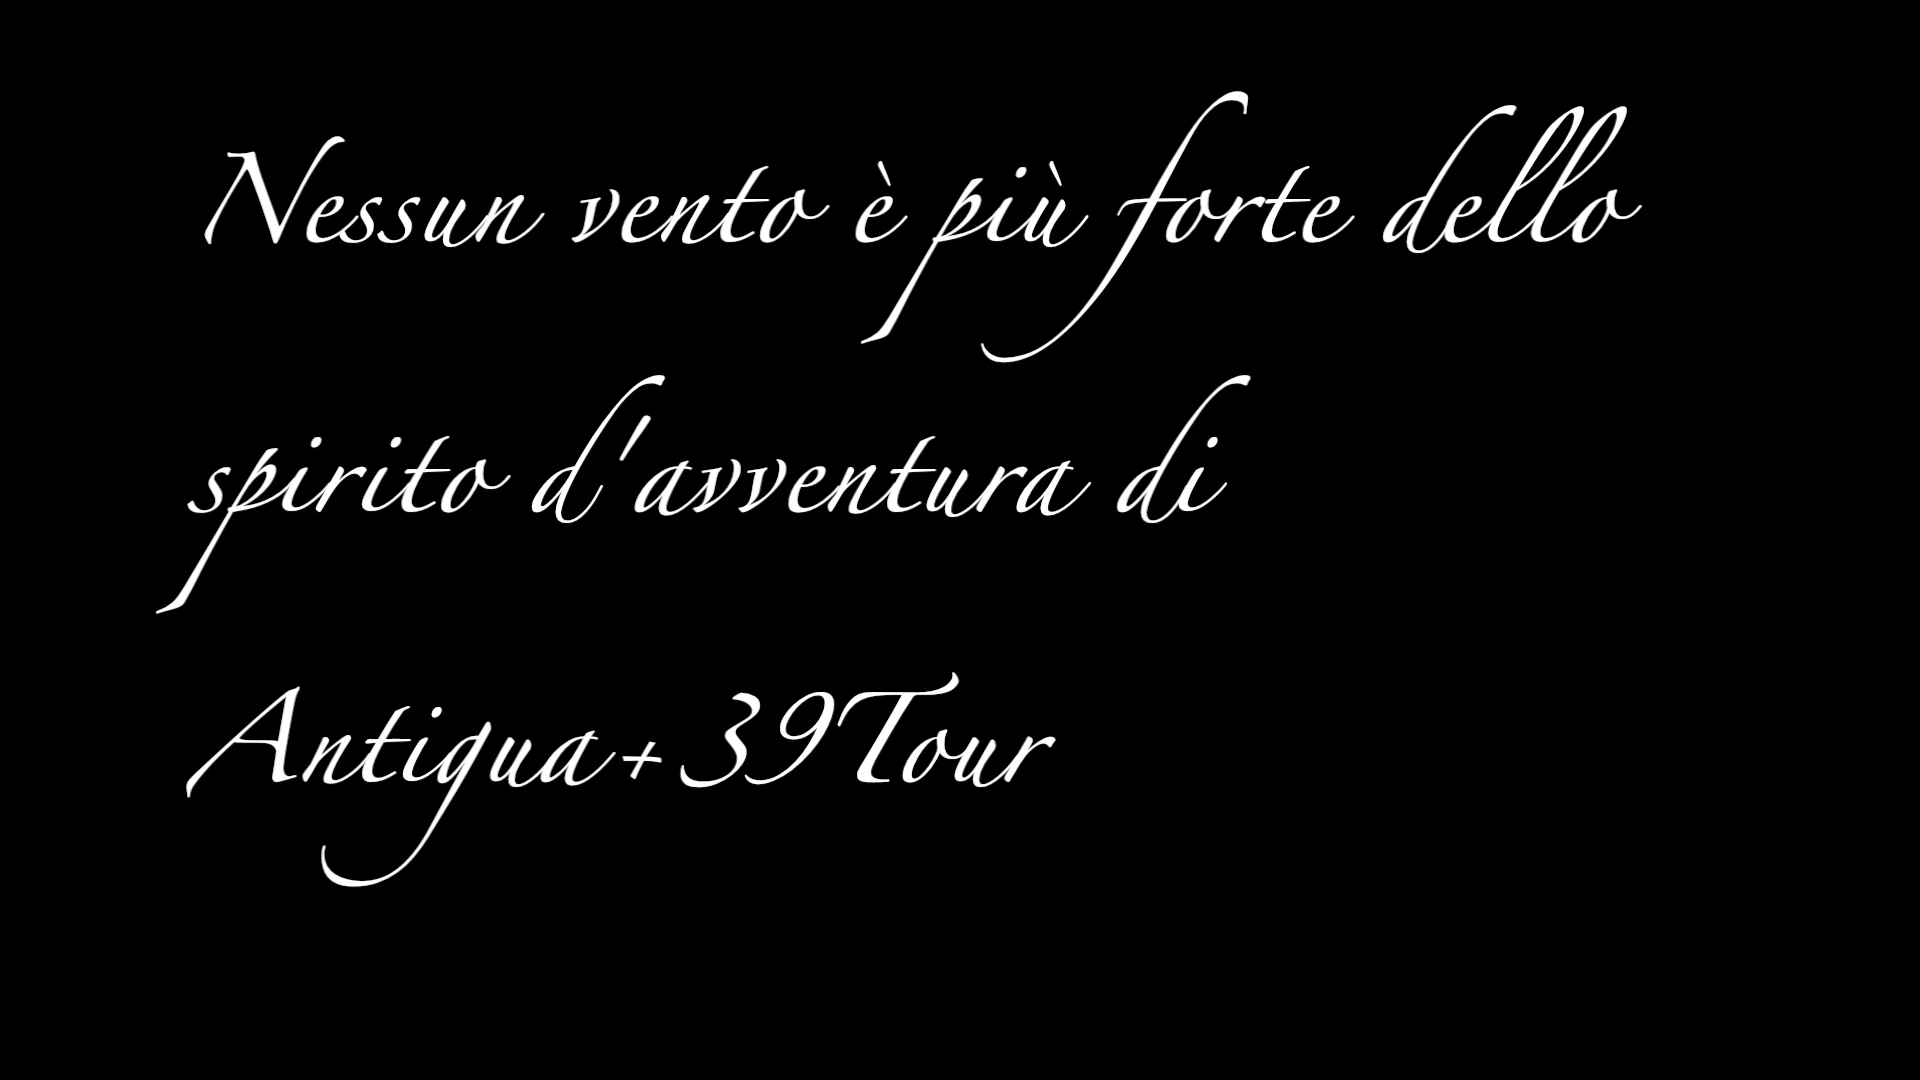 Nessun vento è più forte dello
spirito d'avventura di
Antigua+39Tour